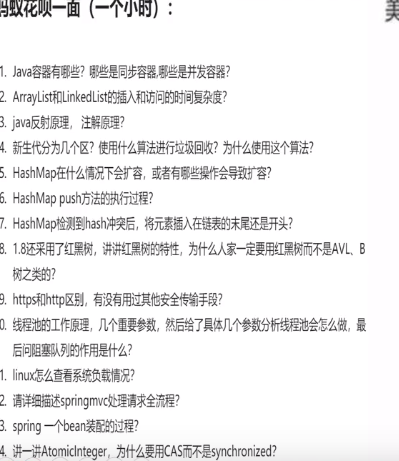 蚂蚁花呗一面（一个小时）：
美
1. Java容器有哪些？哪些是同步容器,哪些是并发容器？
2. ArrayList和LinkedList的插入和访问的时间复杂度？
3. java反射原理，注解原理？
4. 新生代分为几个区？使用什么算法进行垃圾回收？为什么使用这个算法？
5. HashMap在什么情况下会扩容，或者有哪些操作会导致扩容？
6. HashMap push方法的执行过程？
7. HashMap检测到hash冲突后，将元素插入在链表的末尾还是开头？
8. 1.8还采用了红黑树，讲讲红黑树的特性，为什么人家一定要用红黑树而不是AVL、B
树之类的？
9. https和http区别，有没有用过其他安全传输手段？
0. 线程池的工作原理，几个重要参数，然后给了具体几个参数分析线程池会怎么做，最
后问阻塞队列的作用是什么？
1. linux怎么查看系统负载情况？
2. 请详细描述springmvc处理请求全流程？
3. spring 一个bean装配的过程？
4. 讲一讲AtomicInteger，为什么要用CAS而不是synchronized？